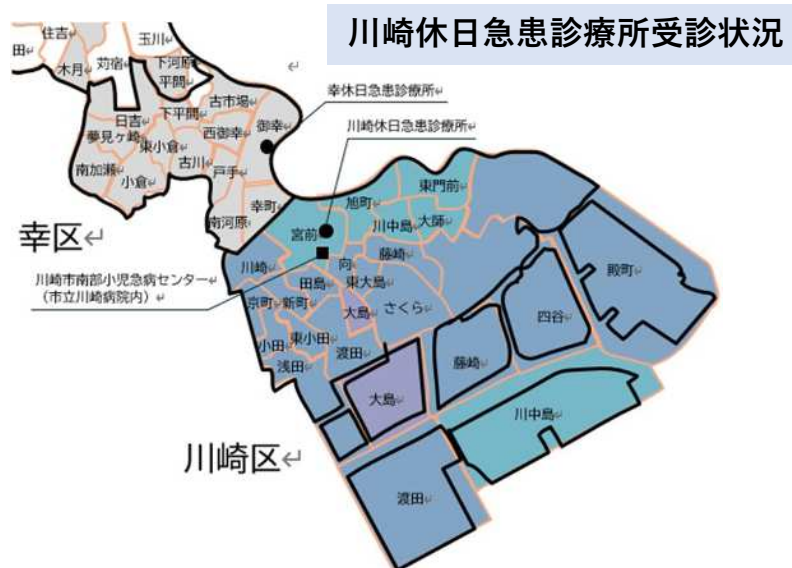 川崎休日急患診療所受診状況
住吉
玉川
田
木月
苅宿
下河原
平間
幸休日急患診療所
古市場
日吉
下平間
御幸
川崎休日急患診療所
夢見ヶ崎
東小倉
西御幸
古川
戸手
南加瀬
小倉
東門前
幸町
旭町
南河原
川中島
大師
宮前
幸区
川崎
向
藤崎
殿町
川崎市南部小児急病センター
（市立川崎病院内）
田島
東大島
京町
新町
大島
さくら
四谷
小田
東小田
渡田
浅田
藤崎
大島
川中島
川崎区
渡田